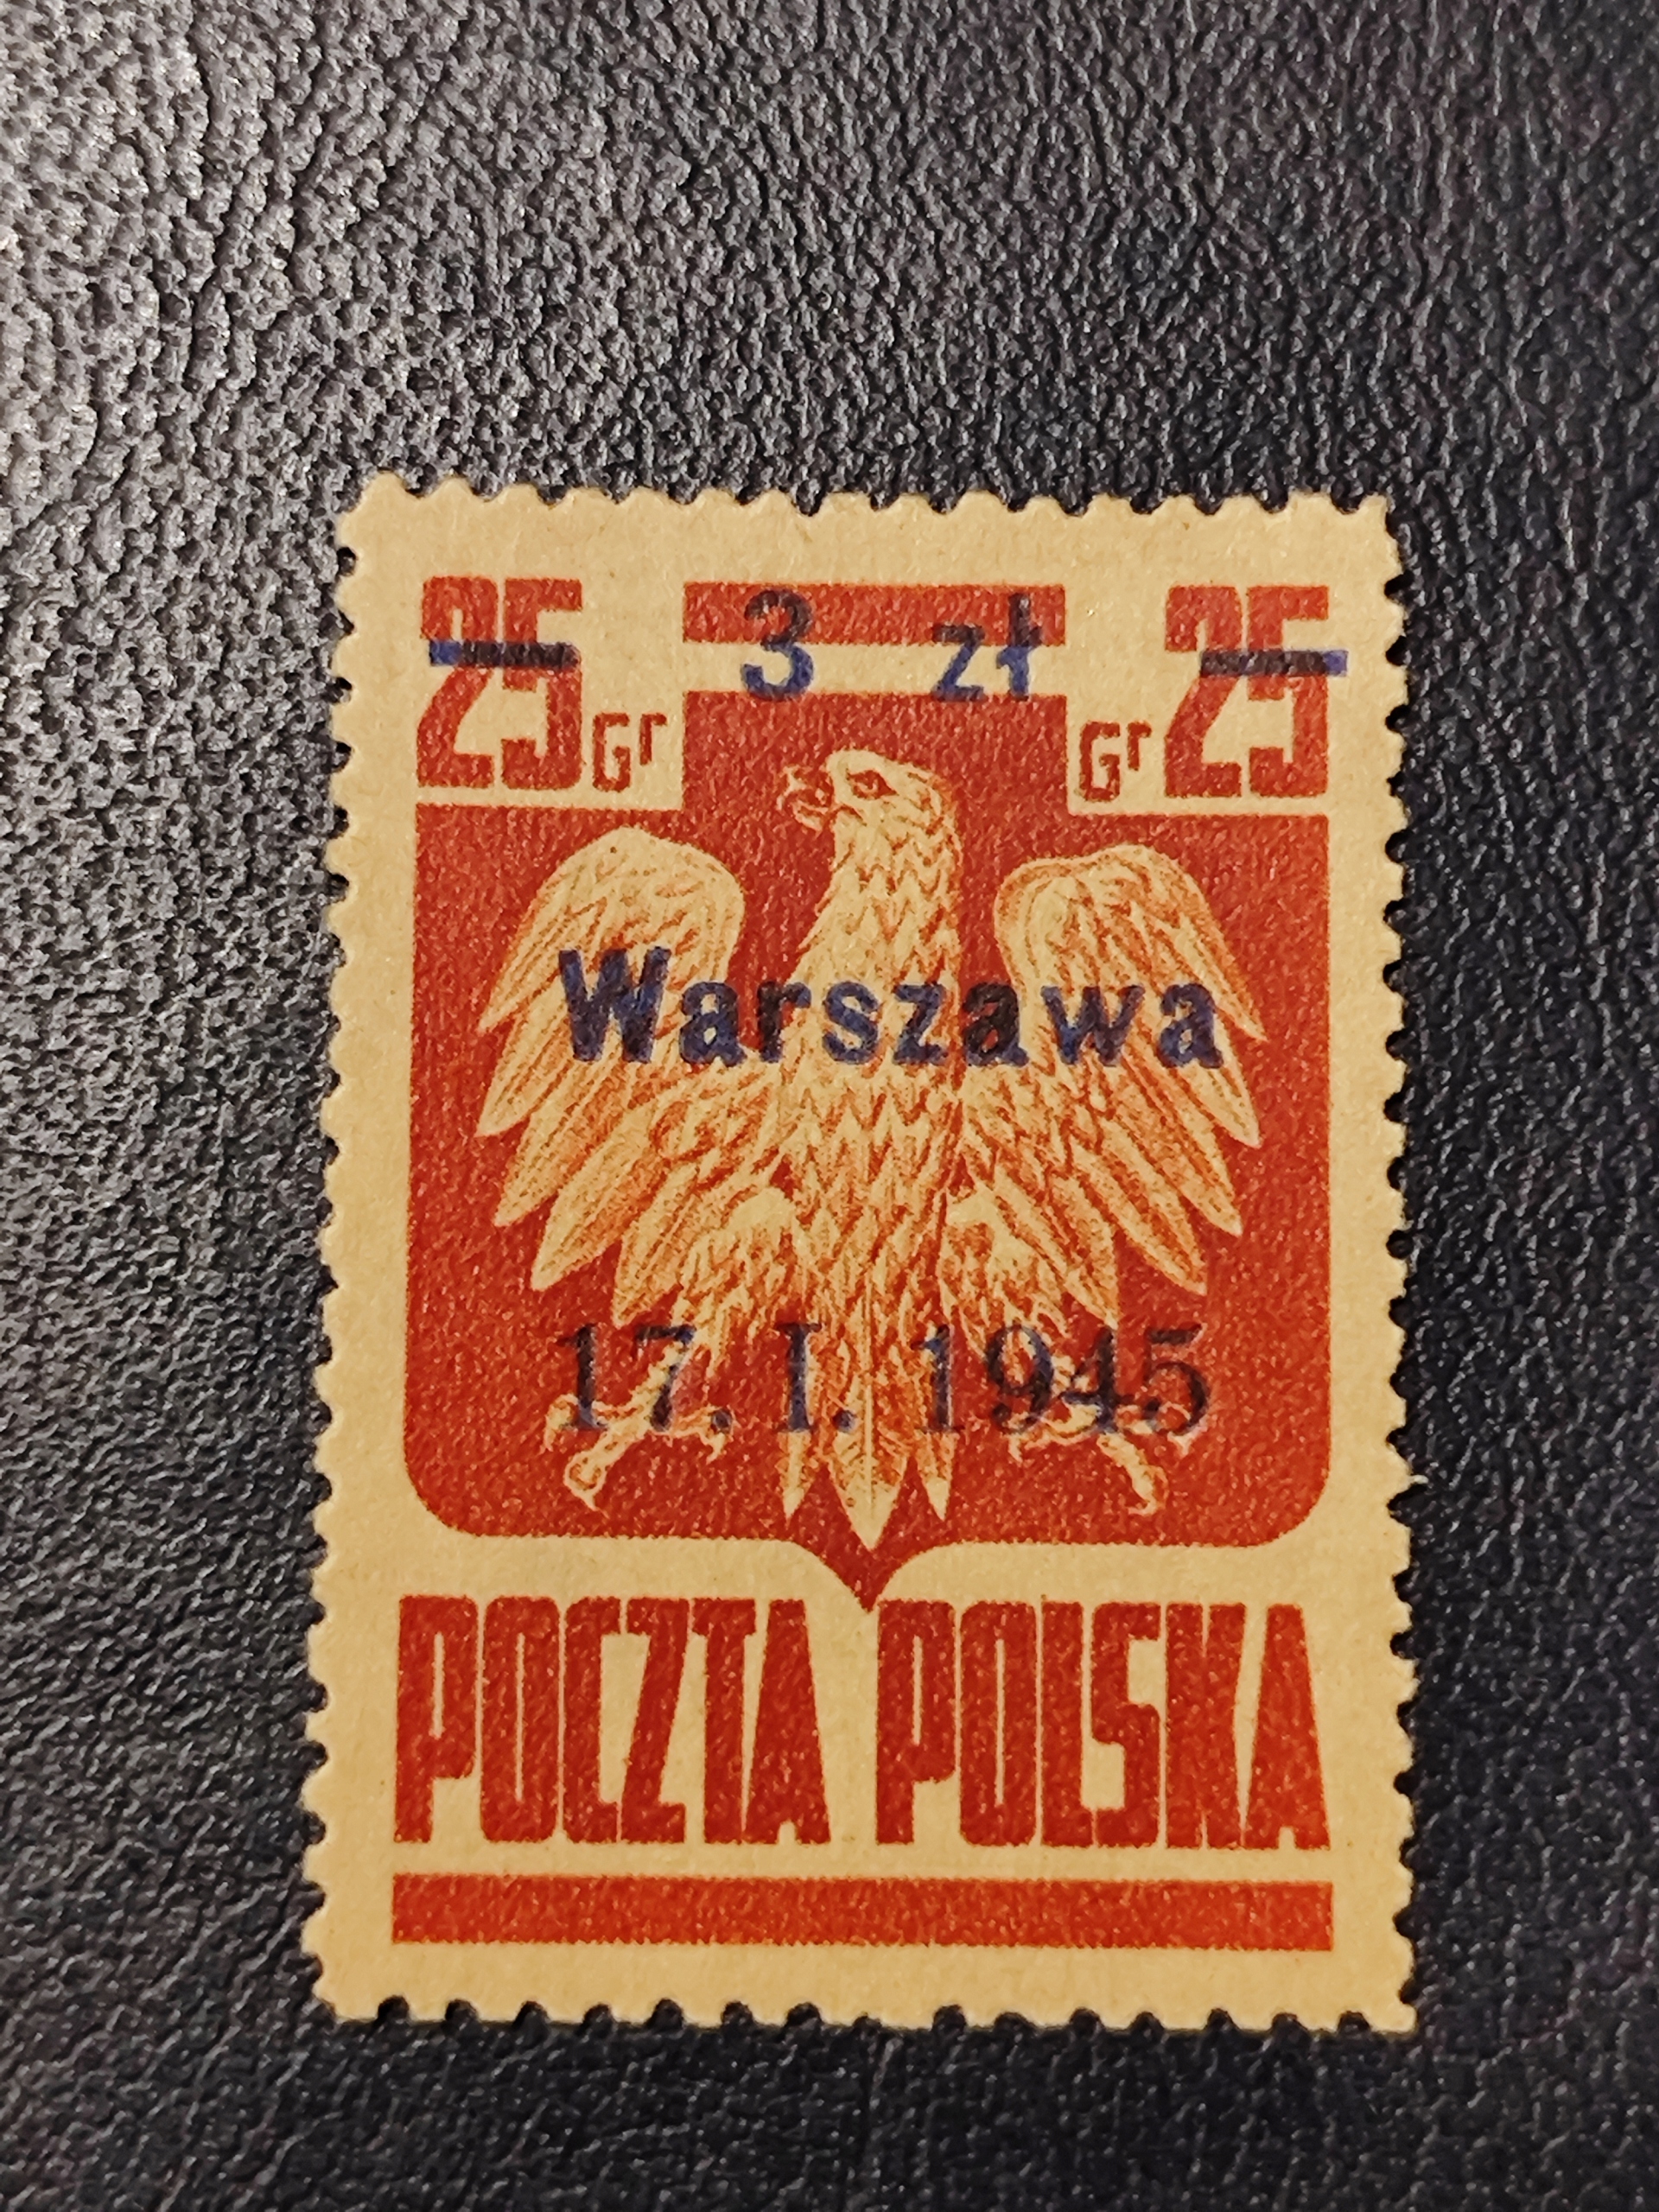 25 Gr 3 zł Gr 25
Warszawa
17. I. 1945
POCZTA POLSKA